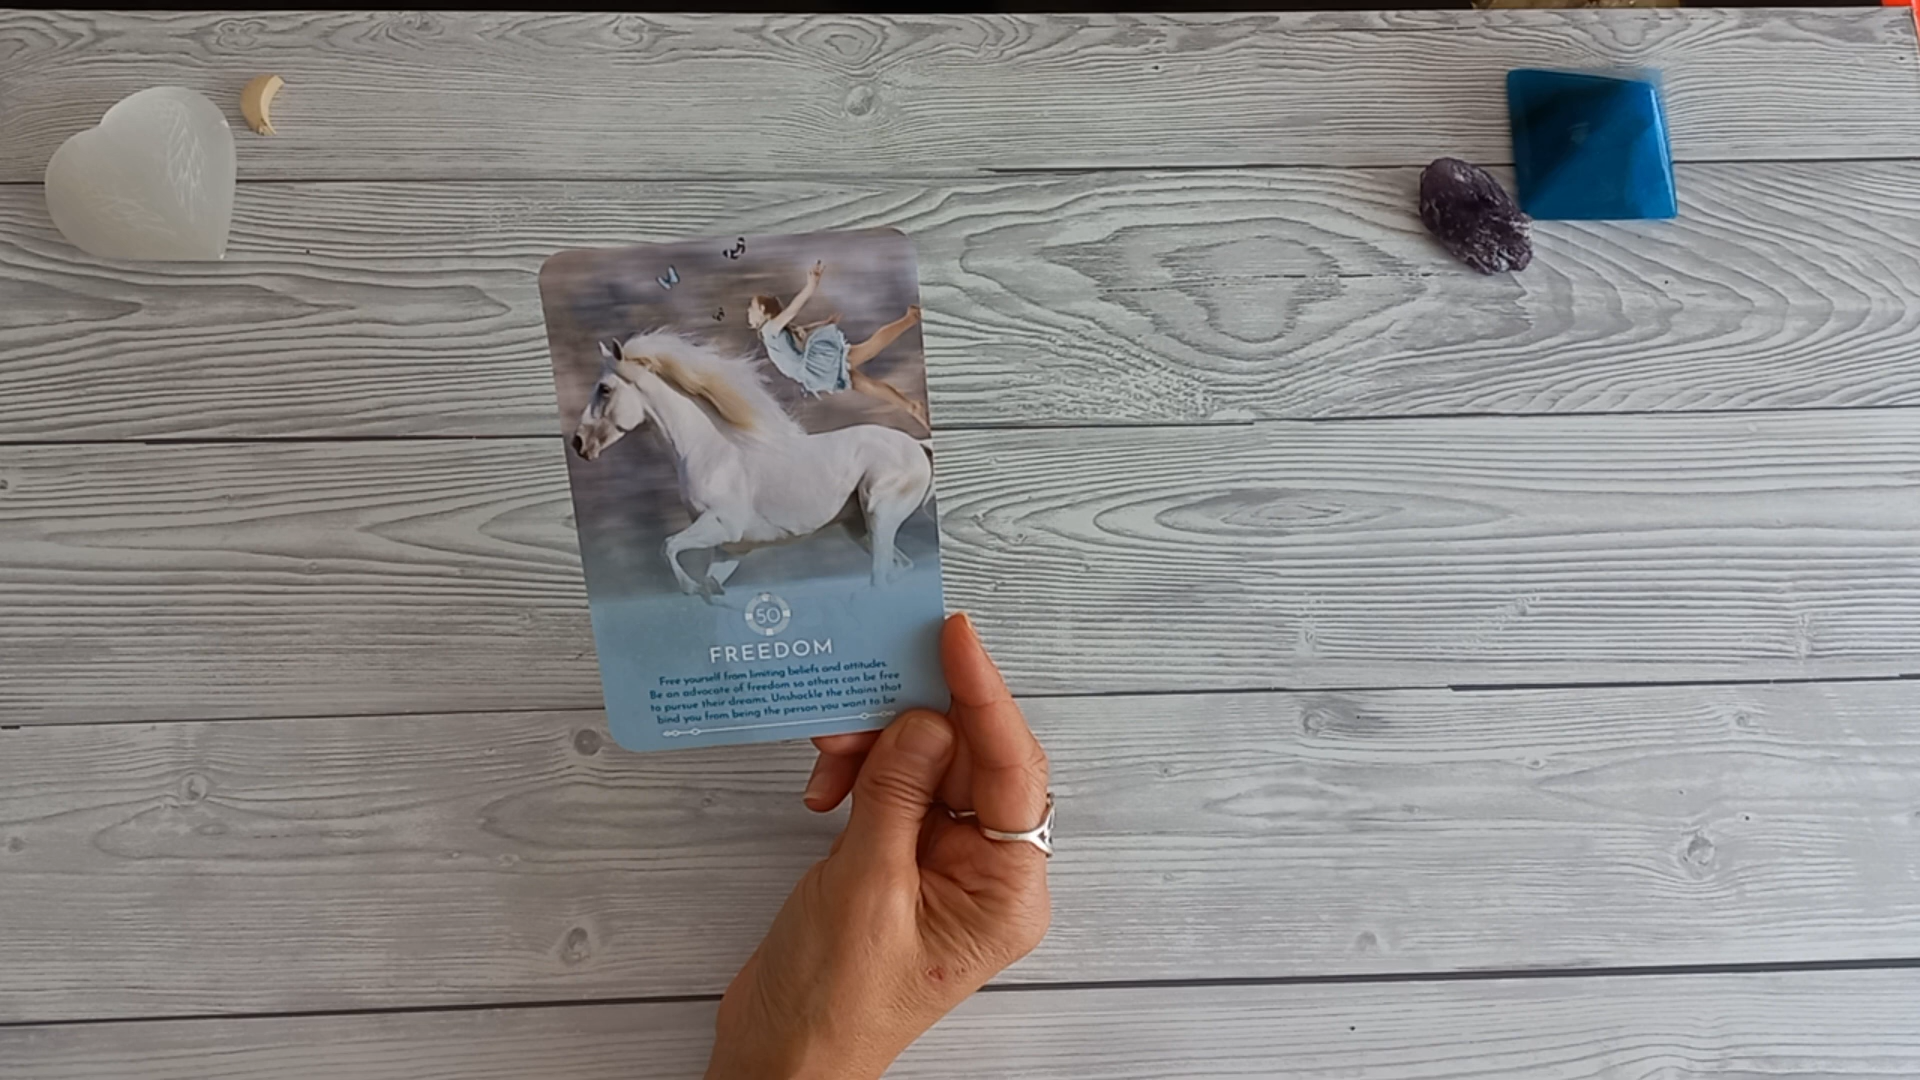 50
FREEDOM
Free yourself from limiting beliefs and attitudes.
Be an advocate of freedom so others can be free
to pursue their dreams. Unshackle the chains that
bind you from being the person you want to be